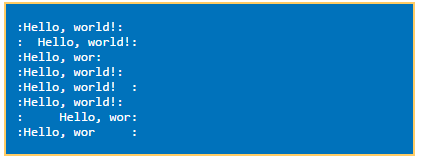 :Hello, world!:
:  Hello, world!:
:Hello, wor:
:Hello, world!:
:Hello, world!  :
:Hello, world!:
:     Hello, wor:
:Hello, wor     :